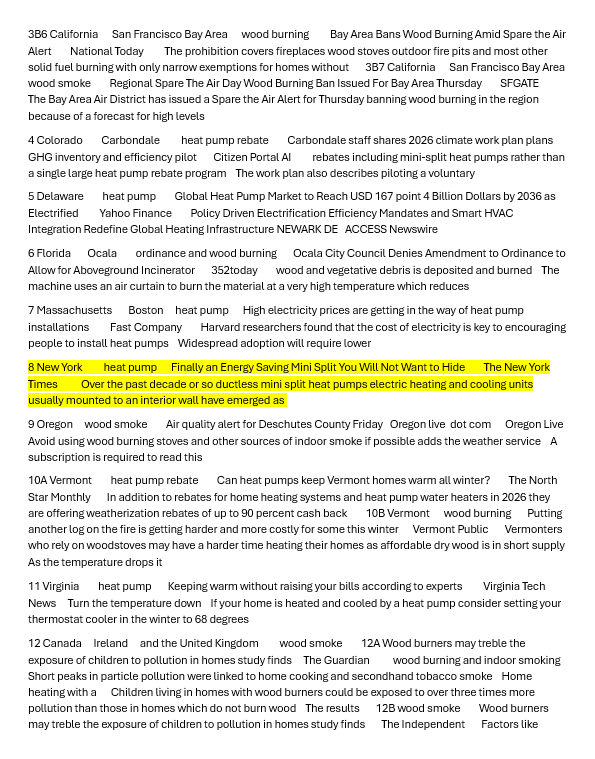 3B6 California San Francisco Bay Area wood burning Bay Area Bans Wood Burning Amid Spare the Air
Alert National Today The prohibition covers fireplaces wood stoves outdoor fire pits and most other
solid fuel burning with only narrow exemptions for homes without 3B7 California San Francisco Bay Area
wood smoke Regional Spare The Air Day Wood Burning Ban Issued For Bay Area Thursday SFGATE
The Bay Area Air District has issued a Spare the Air Alert for Thursday banning wood burning in the region
because of a forecast for high levels
4 Colorado Carbondale heat pump rebate Carbondale staff shares 2026 climate work plan plans
GHG inventory and efficiency pilot Citizen Portal AI rebates including mini-split heat pumps rather than
a single large heat pump rebate program The work plan also describes piloting a voluntary
5 Delaware heat pump Global Heat Pump Market to Reach USD 167 point 4 Billion Dollars by 2036 as
Electrified Yahoo Finance Policy Driven Electrification Efficiency Mandates and Smart HVAC
Integration Redefine Global Heating Infrastructure NEWARK DE ACCESS Newswire
6 Florida Ocala ordinance and wood burning Ocala City Council Denies Amendment to Ordinance to
Allow for Aboveground Incinerator 352today wood and vegetative debris is deposited and burned The
machine uses an air curtain to burn the material at a very high temperature which reduces
7 Massachusetts Boston heat pump High electricity prices are getting in the way of heat pump
installations Fast Company Harvard researchers found that the cost of electricity is key to encouraging
people to install heat pumps Widespread adoption will require lower
8 New York heat pump Finally an Energy Saving Mini Split You Will Not Want to Hide The New York
Times Over the past decade or so ductless mini split heat pumps electric heating and cooling units
usually mounted to an interior wall have emerged as
9 Oregon wood smoke Air quality alert for Deschutes County Friday Oregon live dot com Oregon Live
Avoid using wood burning stoves and other sources of indoor smoke if possible adds the weather service A
subscription is required to read this
10A Vermont heat pump rebate Can heat pumps keep Vermont homes warm all winter? The North
Star Monthly In addition to rebates for home heating systems and heat pump water heaters in 2026 they
are offering weatherization rebates of up to 90 percent cash back 10B Vermont wood burning Putting
another log on the fire is getting harder and more costly for some this winter Vermont Public Vermonters
who rely on woodstoves may have a harder time heating their homes as affordable dry wood is in short supply
As the temperature drops it
11 Virginia heat pump Keeping warm without raising your bills according to experts Virginia Tech
News Turn the temperature down If your home is heated and cooled by a heat pump consider setting your
thermostat cooler in the winter to 68 degrees
12 Canada Ireland and the United Kingdom wood smoke 12A Wood burners may treble the
exposure of children to pollution in homes study finds The Guardian wood burning and indoor smoking
Short peaks in particle pollution were linked to home cooking and secondhand tobacco smoke Home
heating with a Children living in homes with wood burners could be exposed to over three times more
pollution than those in homes which do not burn wood The results 12B wood smoke Wood burners
may treble the exposure of children to pollution in homes study finds The Independent Factors like